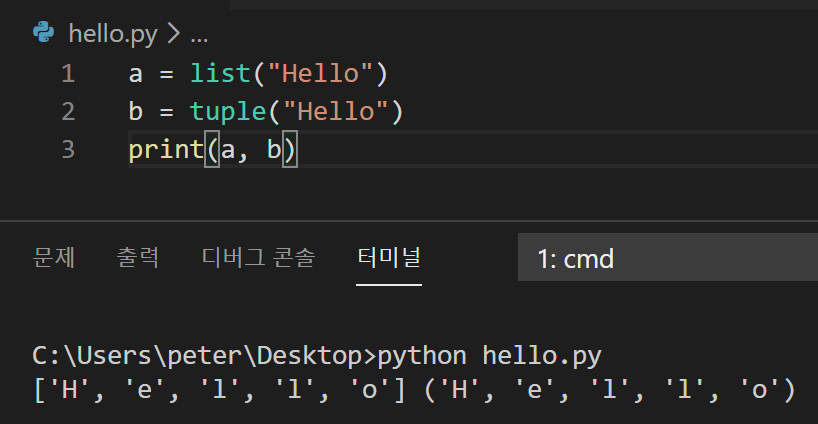 hello.py > ...
1 a = list("Hello")
2 b = tuple("Hello")
3 print(a, b)
문제 출력 디버그 콘솔 터미널 1: cmd
C:\Users\peter\Desktop>python hello.py
['H', 'e', 'l', 'l', 'o'] ('H', 'e', 'l', 'l', 'o')